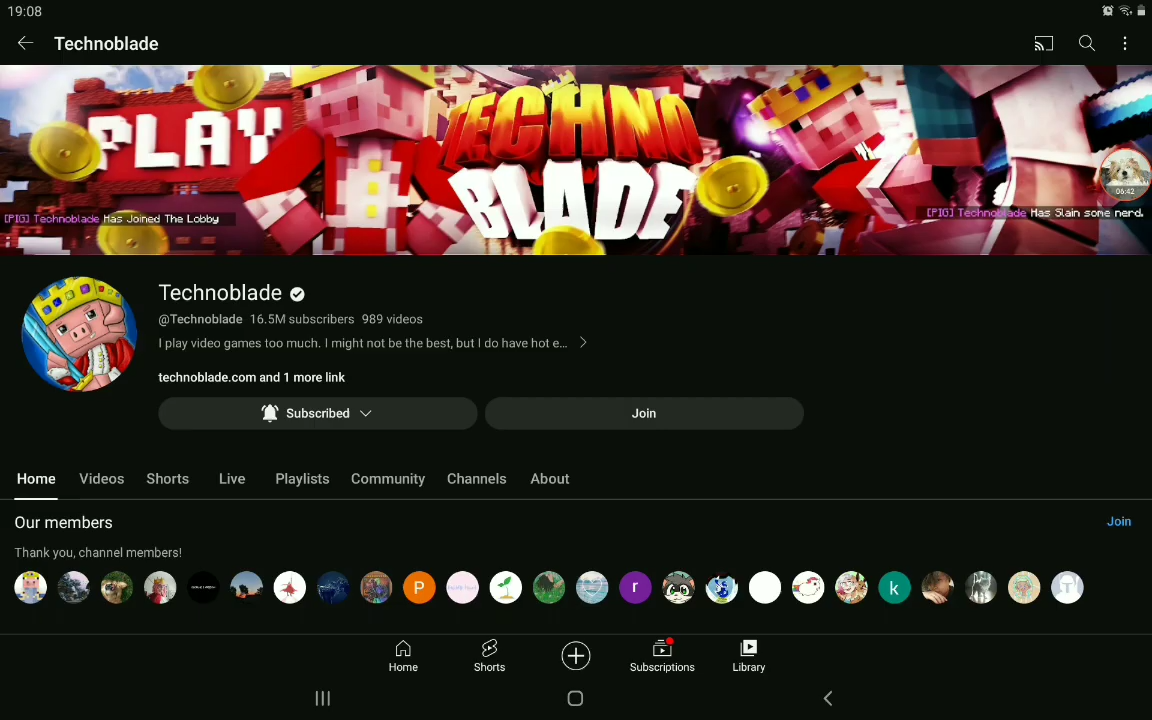 19:08
Technoblade
PLAY
TECHNO
BLADE
06:42
[PIG] Technoblade Has Joined The Lobby
[PIG] Technoblade Has Slain some nerd.
Technoblade
@Technoblade 16.5M subscribers 989 videos
I play video games too much. I might not be the best, but I do have hot e...
technoblade.com and 1 more link
Subscribed
Join
Home Videos Shorts Live Playlists Community Channels About
Our members
Join
Thank you, channel members!
P
r
k
Home Shorts Subscriptions Library